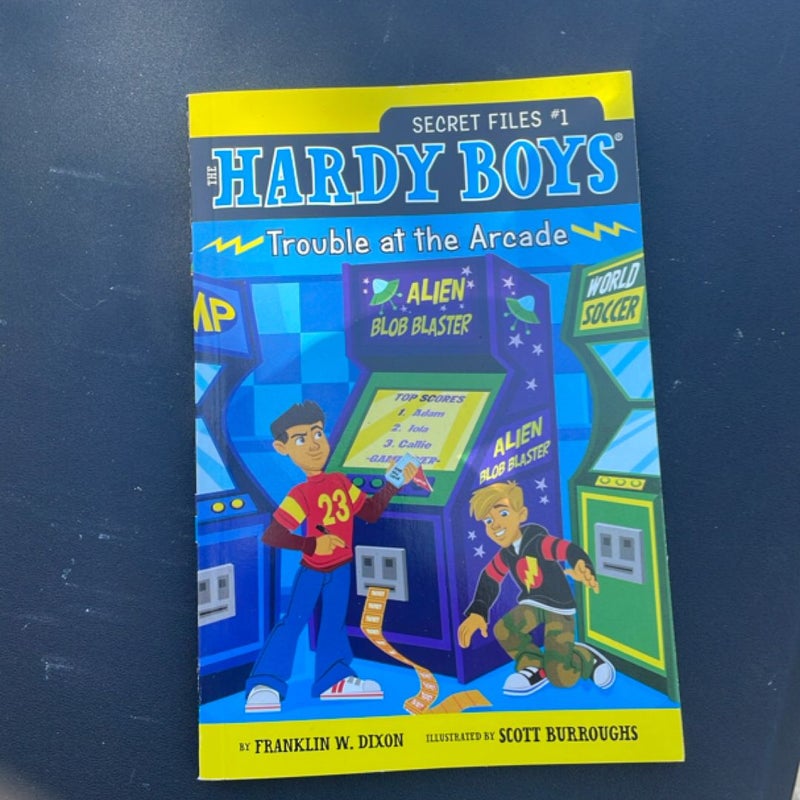 SECRET FILES #1
THE
HARDY BOYS®
Trouble at the Arcade
MP
ALIEN
BLOB BLASTER
WORLD
SOCCER
TOP SCORES
1. Adam
2. Iola
3. Callie
ALIEN
BLOB BLASTER
23
BY FRANKLIN W. DIXON ILLUSTRATED BY SCOTT BURROUGHS